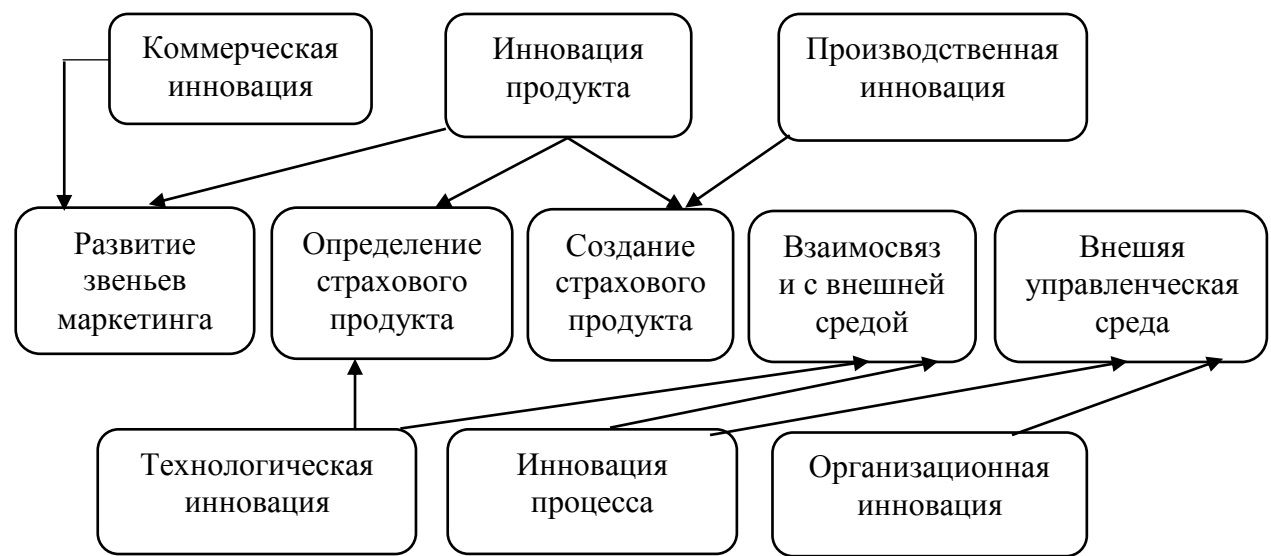 Коммерческая
инновация
Инновация
продукта
Производственная
инновация
Развитие
звеньев
маркетинга
Определение
страхового
продукта
Создание
страхового
продукта
Взаимосвяз
и с внешней
средой
Внешяя
управленческая
среда
Технологическая
инновация
Инновация
процесса
Организационная
инновация